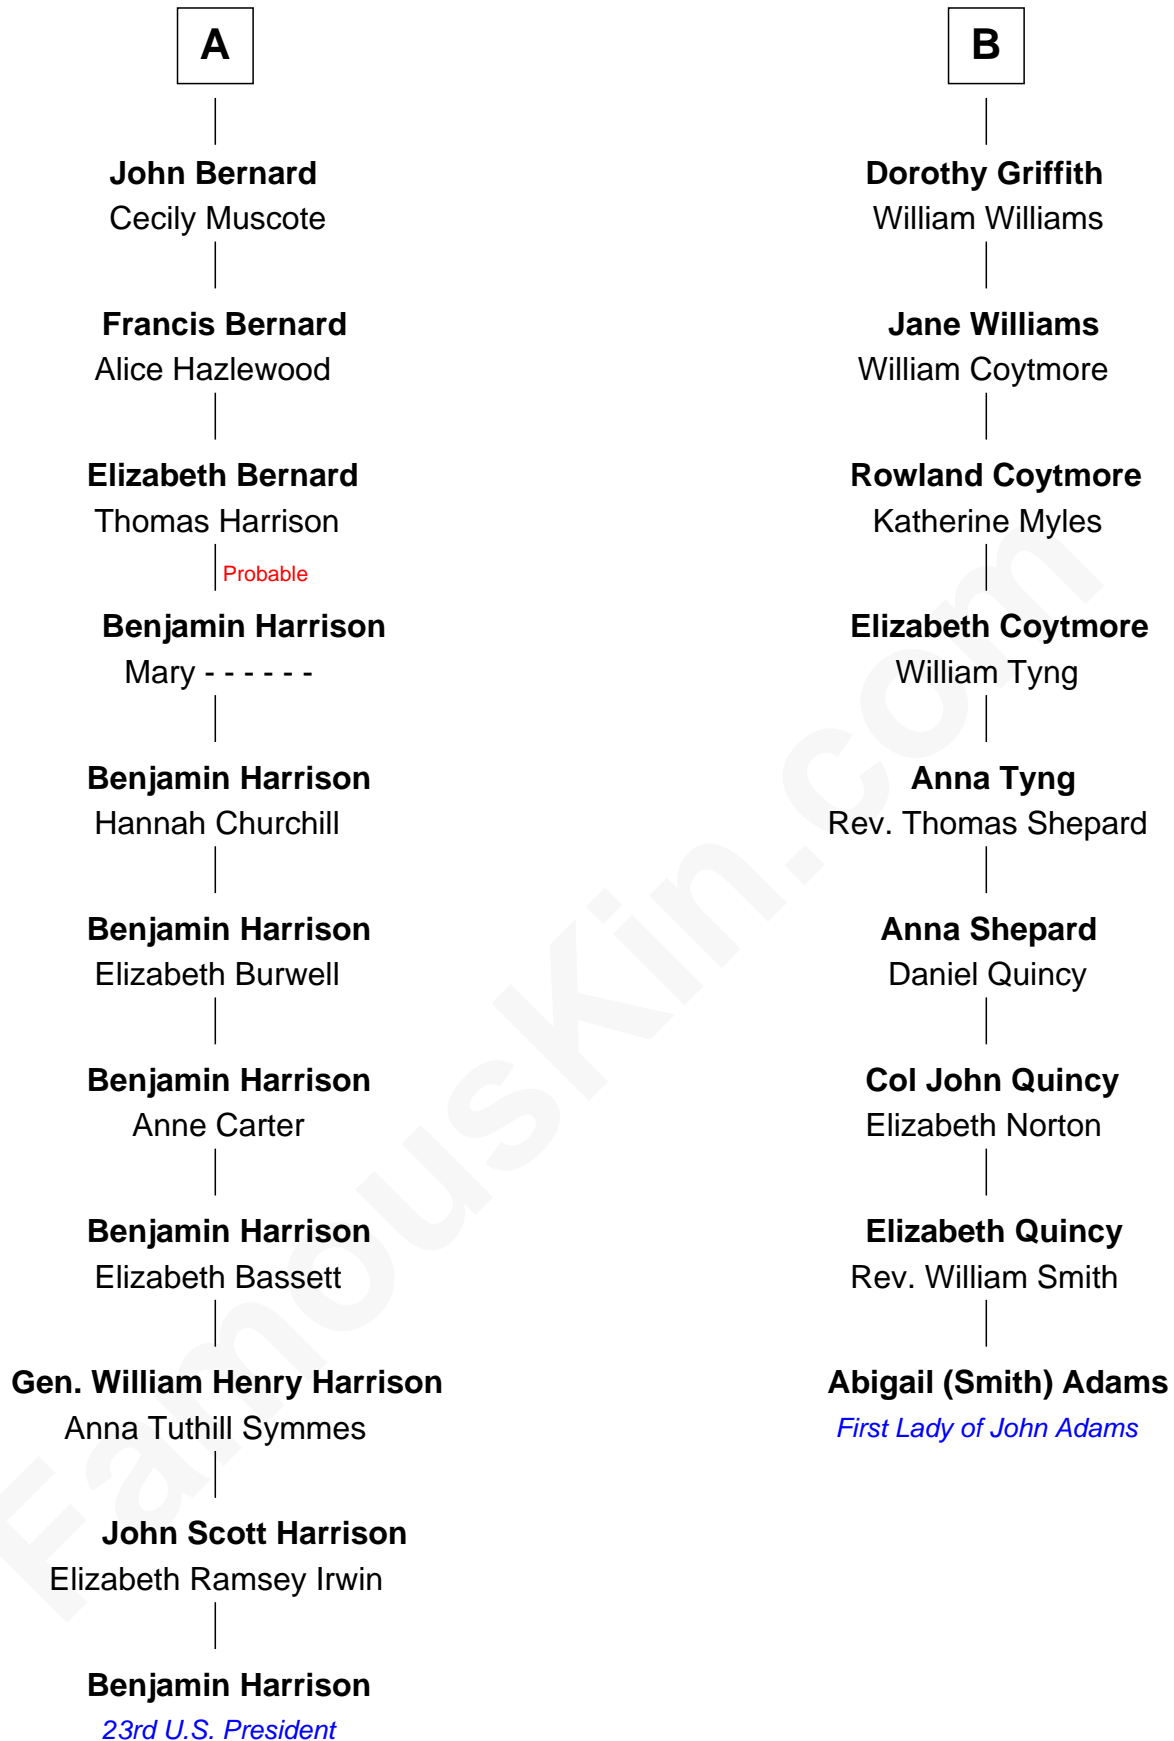 A
John Bernard
Cecily Muscote
Francis Bernard
Alice Hazlewood
Elizabeth Bernard
Thomas Harrison
Probable
Benjamin Harrison
Mary - - - - - -
Benjamin Harrison
Hannah Churchill
Benjamin Harrison
Elizabeth Burwell
Benjamin Harrison
Anne Carter
Benjamin Harrison
Elizabeth Bassett
Gen. William Henry Harrison
Anna Tuthill Symmes
John Scott Harrison
Elizabeth Ramsey Irwin
Benjamin Harrison
23rd U.S. President
B
Dorothy Griffith
William Williams
Jane Williams
William Coytmore
Rowland Coytmore
Katherine Myles
Elizabeth Coytmore
William Tyng
Anna Tyng
Rev. Thomas Shepard
Anna Shepard
Daniel Quincy
Col John Quincy
Elizabeth Norton
Elizabeth Quincy
Rev. William Smith
Abigail (Smith) Adams
First Lady of John Adams
FamousKin.com